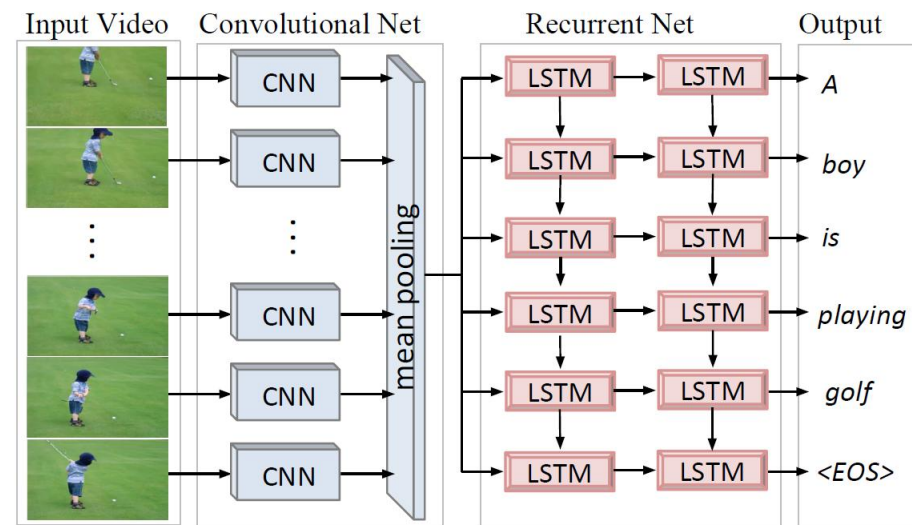 Input Video
Convolutional Net
Recurrent Net
Output
CNN
LSTM
LSTM
A
CNN
LSTM
LSTM
boy
mean pooling
LSTM
LSTM
is
CNN
LSTM
LSTM
playing
CNN
LSTM
LSTM
golf
CNN
LSTM
LSTM
<EOS>